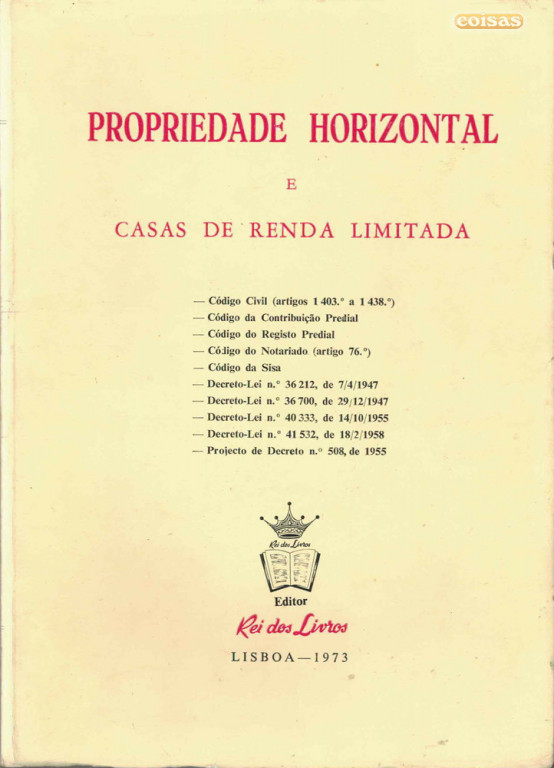 coisas
PROPRIEDADE HORIZONTAL
E
CASAS DE RENDA LIMITADA
— Código Civil (artigos 1 403.º a 1 438.º)
— Código da Contribuição Predial
— Código do Registo Predial
— Código do Notariado (artigo 76.º)
— Código da Sisa
— Decreto-Lei n.º 36 212, de 7/4/1947
— Decreto-Lei n.º 36 700, de 29/12/1947
— Decreto-Lei n.º 40 333, de 14/10/1955
— Decreto-Lei n.º 41 532, de 18/2/1958
— Projecto de Decreto n.º 508, de 1955
Rei dos Livros
Editor
Rei dos Livros
LISBOA — 1973